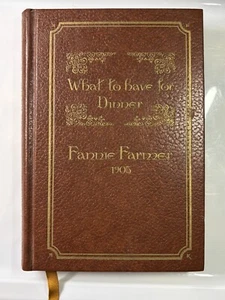 What to have for
Dinner
Fannie Farmer
1905